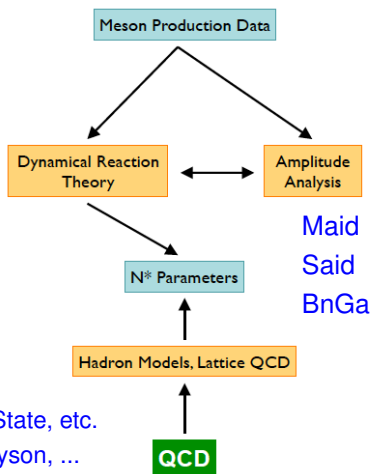 Meson Production Data
Dynamical Reaction
Theory
Amplitude
Analysis
Maid
Said
BnGa
N* Parameters
Hadron Models, Lattice QCD
State, etc.
yson, ...
QCD